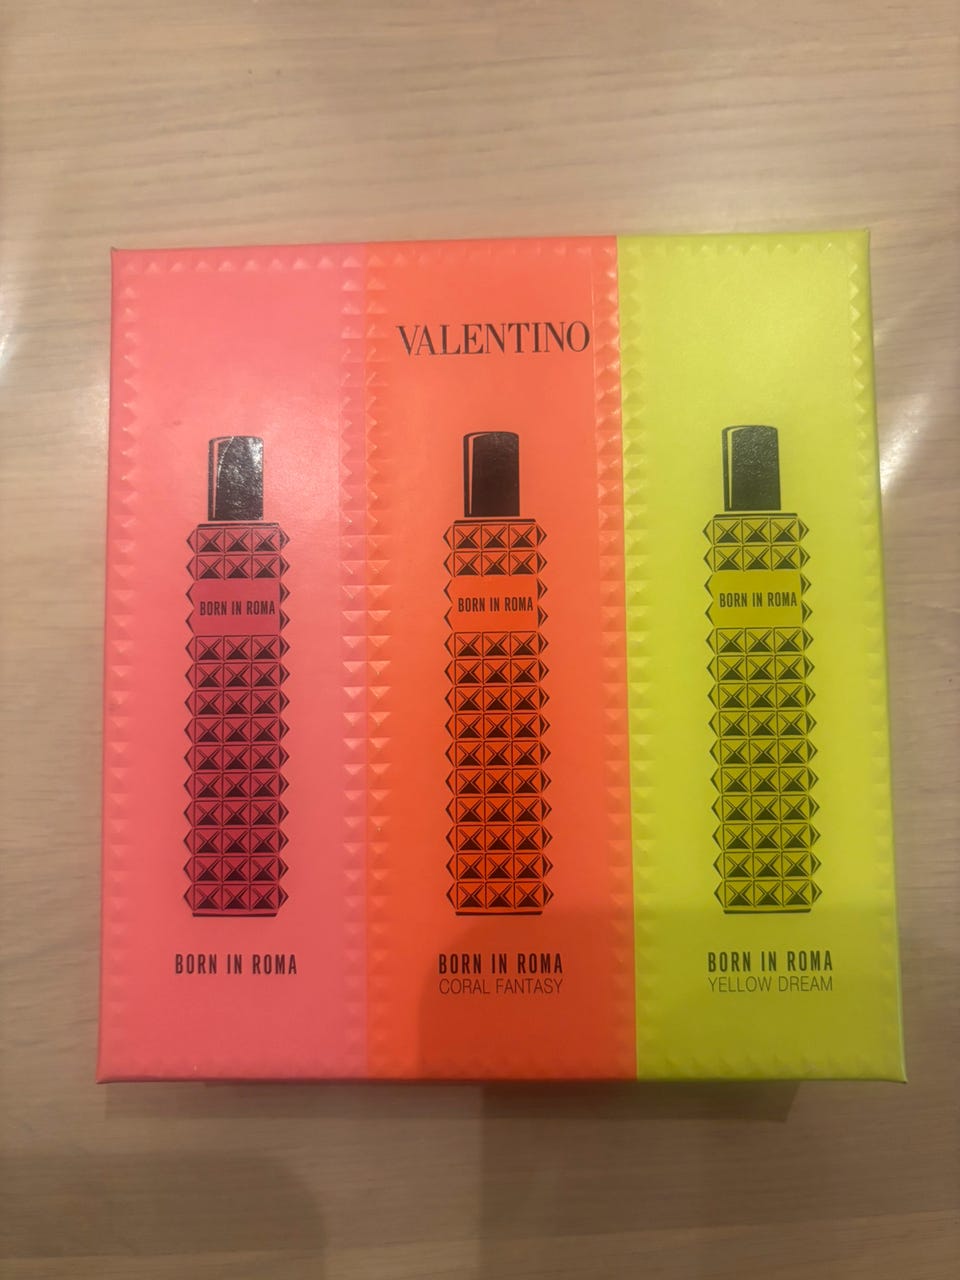 VALENTINO
BORN IN ROMA
BORN IN ROMA
BORN IN ROMA
BORN IN ROMA
BORN IN ROMA
CORAL FANTASY
BORN IN ROMA
YELLOW DREAM